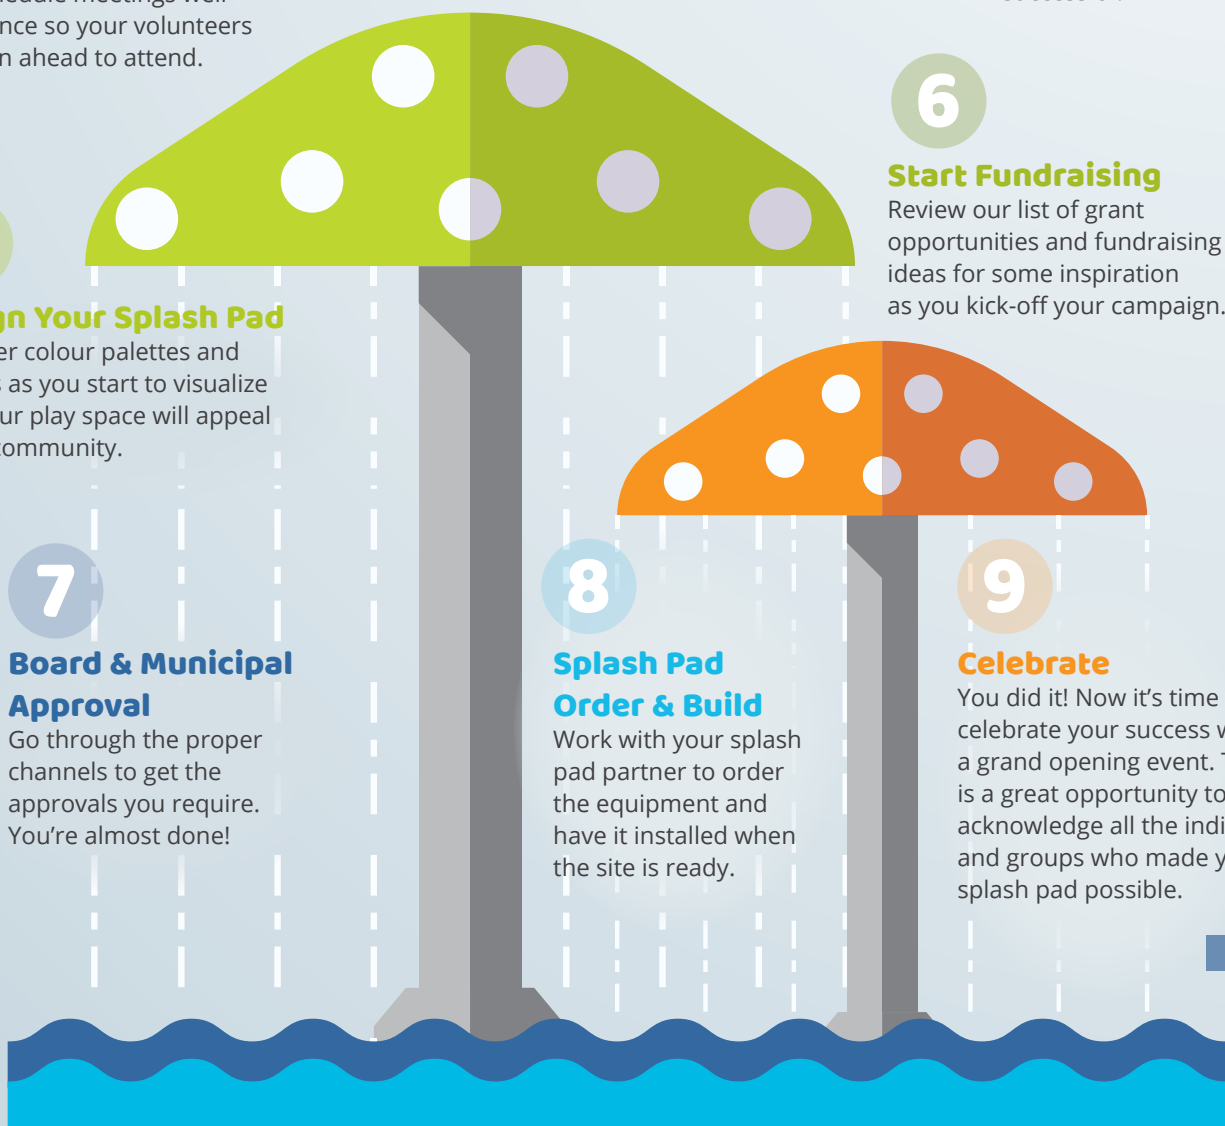 nce so your volunteers
n ahead to attend.
6
Start Fundraising
Review our list of grant
opportunities and fundraising
ideas for some inspiration
as you kick-off your campaign.
gn Your Splash Pad
er colour palettes and
s as you start to visualize
ur play space will appeal
community.
7
Board & Municipal
Approval
Go through the proper
channels to get the
approvals you require.
You're almost done!
8
Splash Pad
Order & Build
Work with your splash
pad partner to order
the equipment and
have it installed when
the site is ready.
9
Celebrate
You did it! Now it's time
celebrate your success w
a grand opening event. T
is a great opportunity to
acknowledge all the indi
and groups who made y
splash pad possible.